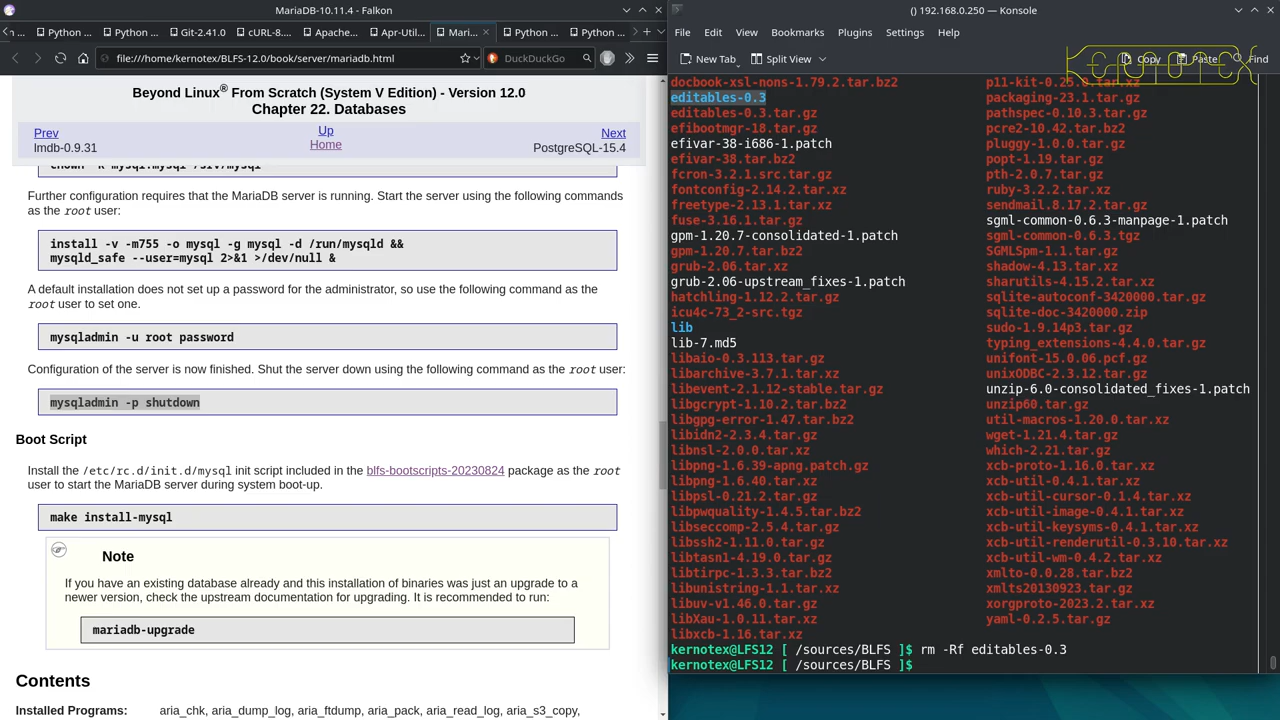 MariaDB-10.11.4 - Falkon
() 192.168.0.250 — Konsole
n ...
Python ...
Python ...
Git-2.41.0
cURL-8....
Apache...
Apr-Util...
Mari...
Python ...
Python ...
File
Edit
View
Bookmarks
Plugins
Settings
Help
file:///home/kernotex/BLFS-12.0/book/server/mariadb.html
DuckDuckGo
New Tab
Split View
Copy
Paste
Find
Kernotex
Beyond Linux® From Scratch (System V Edition) - Version 12.0
Chapter 22. Databases
Prev
Up
Next
lmdb-0.9.31
Home
PostgreSQL-15.4
chown -R mysql:mysql /srv/mysql
Further configuration requires that the MariaDB server is running. Start the server using the following commands
as the root user:
install -v -m755 -o mysql -g mysql -d /run/mysqld &&
mysqld_safe --user=mysql 2>&1 >/dev/null &
A default installation does not set up a password for the administrator, so use the following command as the
root user to set one.
mysqladmin -u root password
Configuration of the server is now finished. Shut the server down using the following command as the root user:
mysqladmin -p shutdown
Boot Script
Install the /etc/rc.d/init.d/mysql init script included in the blfs-bootscripts-20230824 package as the root
user to start the MariaDB server during system boot-up.
make install-mysql
Note
If you have an existing database already and this installation of binaries was just an upgrade to a
newer version, check the upstream documentation for upgrading. It is recommended to run:
mariadb-upgrade
Contents
Installed Programs: aria_chk, aria_dump_log, aria_ftdump, aria_pack, aria_read_log, aria_s3_copy,
docbook-xsl-nons-1.79.2.tar.bz2 p11-kit-0.25.0.tar.xz
editables-0.3 packaging-23.1.tar.gz
editables-0.3.tar.gz pathspec-0.10.3.tar.gz
efibootmgr-18.tar.gz pcre2-10.42.tar.bz2
efivar-38-i686-1.patch pluggy-1.0.0.tar.gz
efivar-38.tar.bz2 popt-1.19.tar.gz
fcron-3.2.1.src.tar.gz pth-2.0.7.tar.gz
fontconfig-2.14.2.tar.xz ruby-3.2.2.tar.xz
freetype-2.13.1.tar.xz sendmail.8.17.2.tar.gz
fuse-3.16.1.tar.gz sgml-common-0.6.3-manpage-1.patch
gpm-1.20.7-consolidated-1.patch sgml-common-0.6.3.tgz
gpm-1.20.7.tar.bz2 SGMLSpm-1.1.tar.gz
grub-2.06.tar.xz shadow-4.13.tar.xz
grub-2.06-upstream_fixes-1.patch sharutils-4.15.2.tar.xz
hatchling-1.12.2.tar.gz sqlite-autoconf-3420000.tar.gz
icu4c-73_2-src.tgz sqlite-doc-3420000.zip
lib sudo-1.9.14p3.tar.gz
lib-7.md5 typing_extensions-4.4.0.tar.gz
libaio-0.3.113.tar.gz unifont-15.0.06.pcf.gz
libarchive-3.7.1.tar.xz unixODBC-2.3.12.tar.gz
libevent-2.1.12-stable.tar.gz unzip-6.0-consolidated_fixes-1.patch
libgcrypt-1.10.2.tar.bz2 unzip60.tar.gz
libgpg-error-1.47.tar.bz2 util-macros-1.20.0.tar.xz
libidn2-2.3.4.tar.gz wget-1.21.4.tar.gz
libnsl-2.0.0.tar.xz which-2.21.tar.gz
libpng-1.6.39-apng.patch.gz xcb-proto-1.16.0.tar.xz
libpng-1.6.40.tar.xz xcb-util-0.4.1.tar.xz
libpsl-0.21.2.tar.gz xcb-util-cursor-0.1.4.tar.xz
libpwquality-1.4.5.tar.bz2 xcb-util-image-0.4.1.tar.xz
libseccomp-2.5.4.tar.gz xcb-util-keysyms-0.4.1.tar.xz
libssh2-1.11.0.tar.gz xcb-util-renderutil-0.3.10.tar.xz
libtasn1-4.19.0.tar.gz xcb-util-wm-0.4.2.tar.xz
libtirpc-1.3.3.tar.bz2 xmlto-0.0.28.tar.bz2
libunistring-1.1.tar.xz xmlts20130923.tar.gz
libuv-v1.46.0.tar.gz xorgproto-2023.2.tar.xz
libXau-1.0.11.tar.xz yaml-0.2.5.tar.gz
libxcb-1.16.tar.xz
kernotex@LFS12 [ /sources/BLFS ]$ rm -Rf editables-0.3
kernotex@LFS12 [ /sources/BLFS ]$